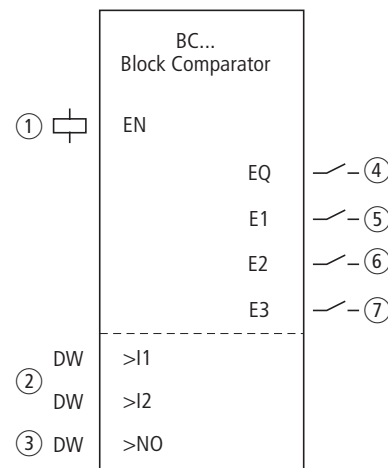 BC...
Block Comparator
① EN
EQ ④
E1 ⑤
E2 ⑥
E3 ⑦
DW >I1
②
DW >I2
③ DW >NO